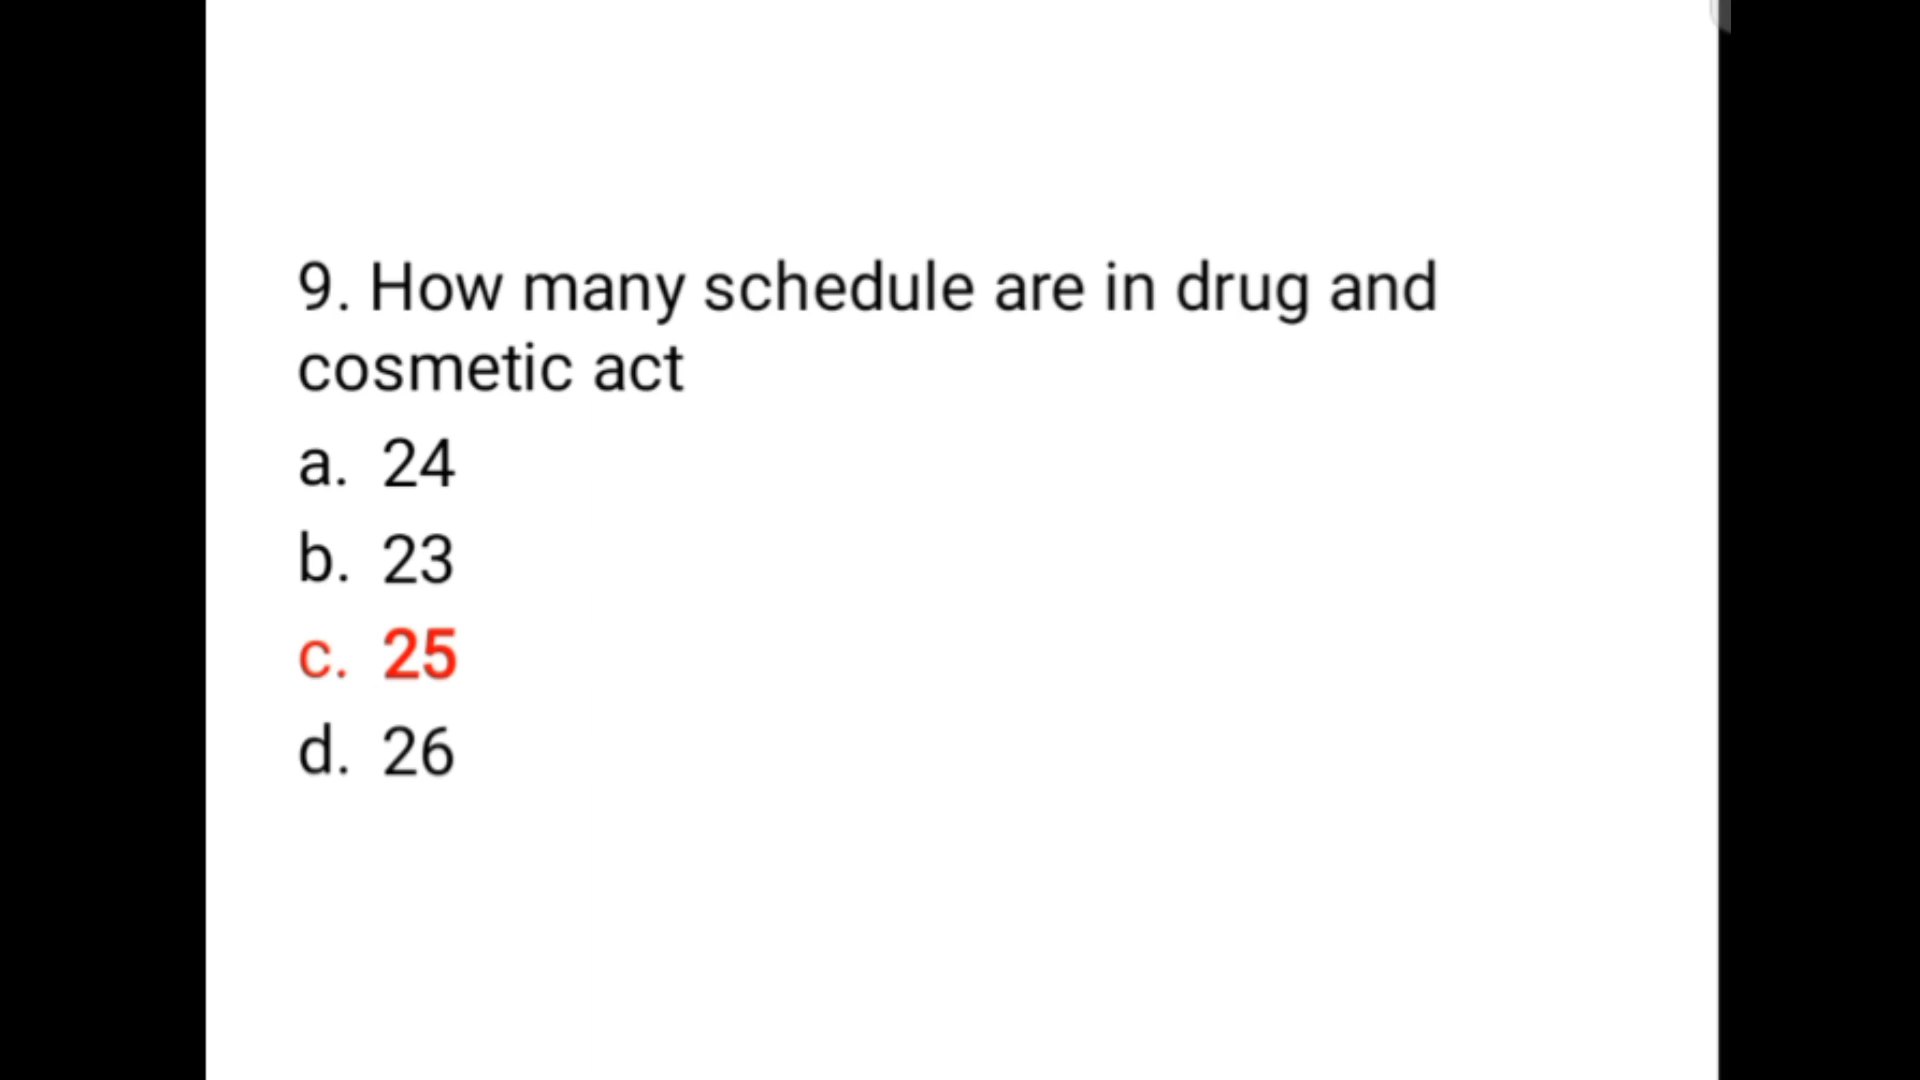 9. How many schedule are in drug and
cosmetic act
a. 24
b. 23
c. 25
d. 26